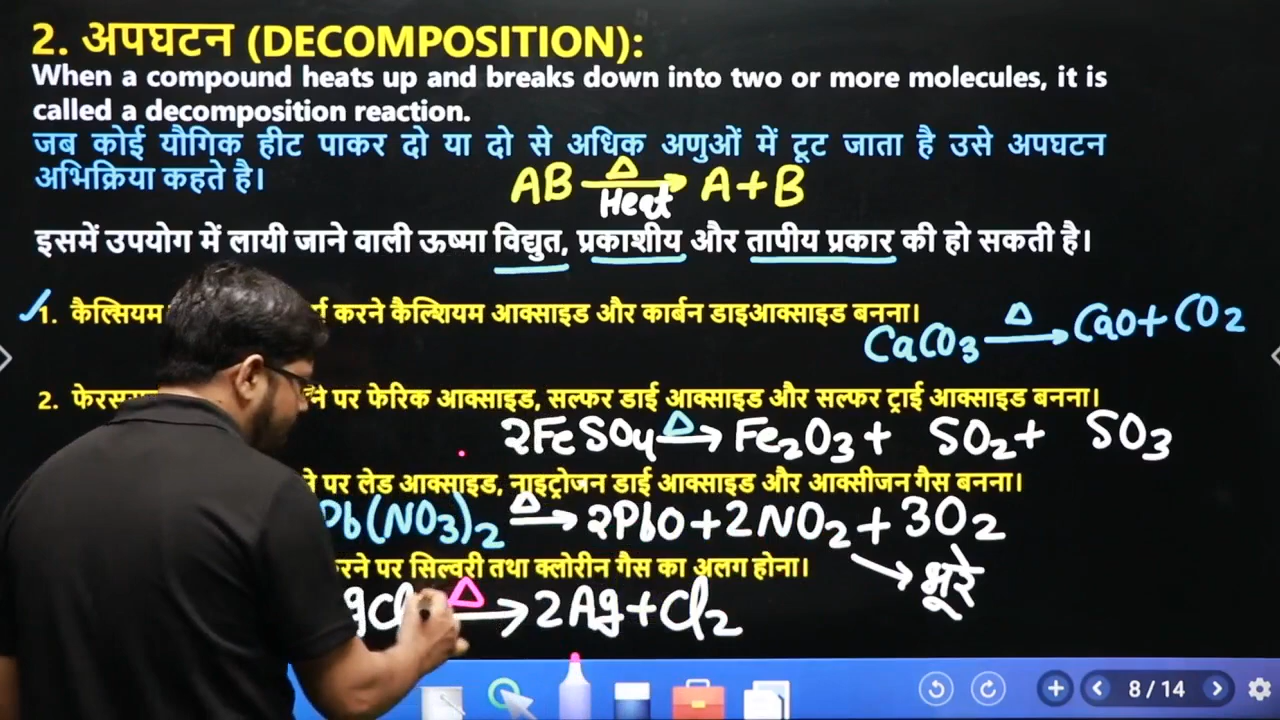 2. अपघटन (DECOMPOSITION):
When a compound heats up and breaks down into two or more molecules, it is
called a decomposition reaction.
जब कोई यौगिक हीट पाकर दो या दो से अधिक अणुओं में टूट जाता है उसे अपघटन
अभिक्रिया कहते है।
AB Δ→ A+B
Heat
इसमें उपयोग में लायी जाने वाली ऊष्मा विद्युत, प्रकाशीय और तापीय प्रकार की हो सकती है।
1. कैल्सियम करने कैल्शियम आक्साइड और कार्बन डाइआक्साइड बनना।
CaCO3 Δ→ CaO+CO2
2. पर फेरिक आक्साइड, सल्फर डाई आक्साइड और सल्फर ट्राई आक्साइड बनना।
2FeSO4 Δ→ Fe2O3+ SO2+ SO3
पर लेड आक्साइड, नाइट्रोजन डाई आक्साइड और आक्सीजन गैस बनना।
Pb(NO3)2 Δ→ 2PbO+2NO2+3O2
भूरे
पर सिल्वरी तथा क्लोरीन गैस का अलग होना।
Δ→ 2Ag+Cl2
8/14